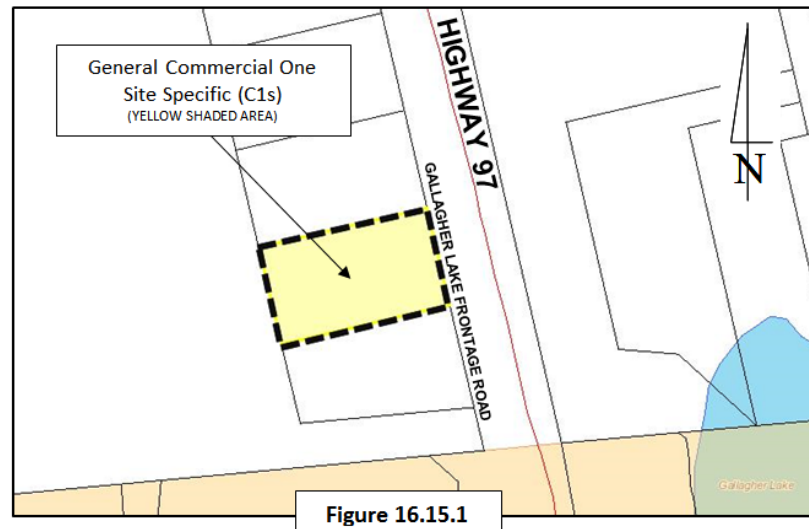 General Commercial One
Site Specific (C1s)
(YELLOW SHADED AREA)
HIGHWAY 97
GALLAGHER LAKE FRONTAGE ROAD
N
Gallagher Lake
Figure 16.15.1